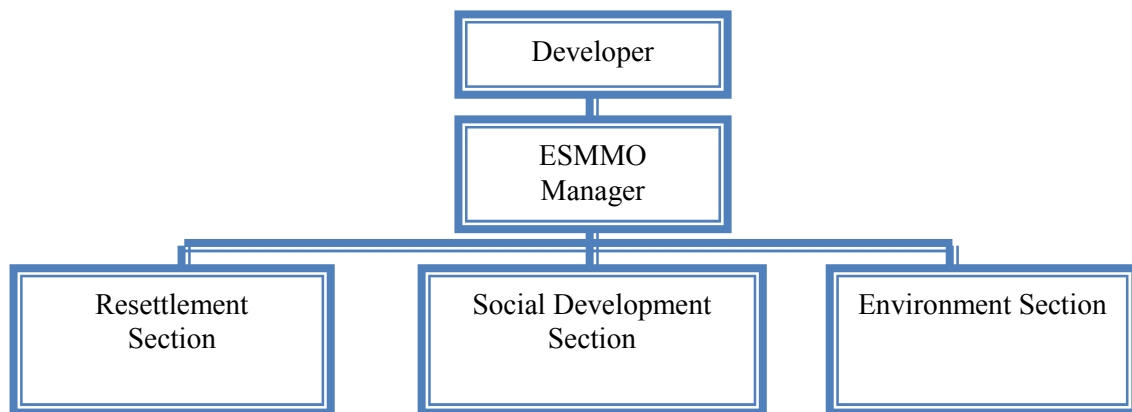 Developer
ESMMO
Manager
Resettlement
Section
Social Development
Section
Environment Section